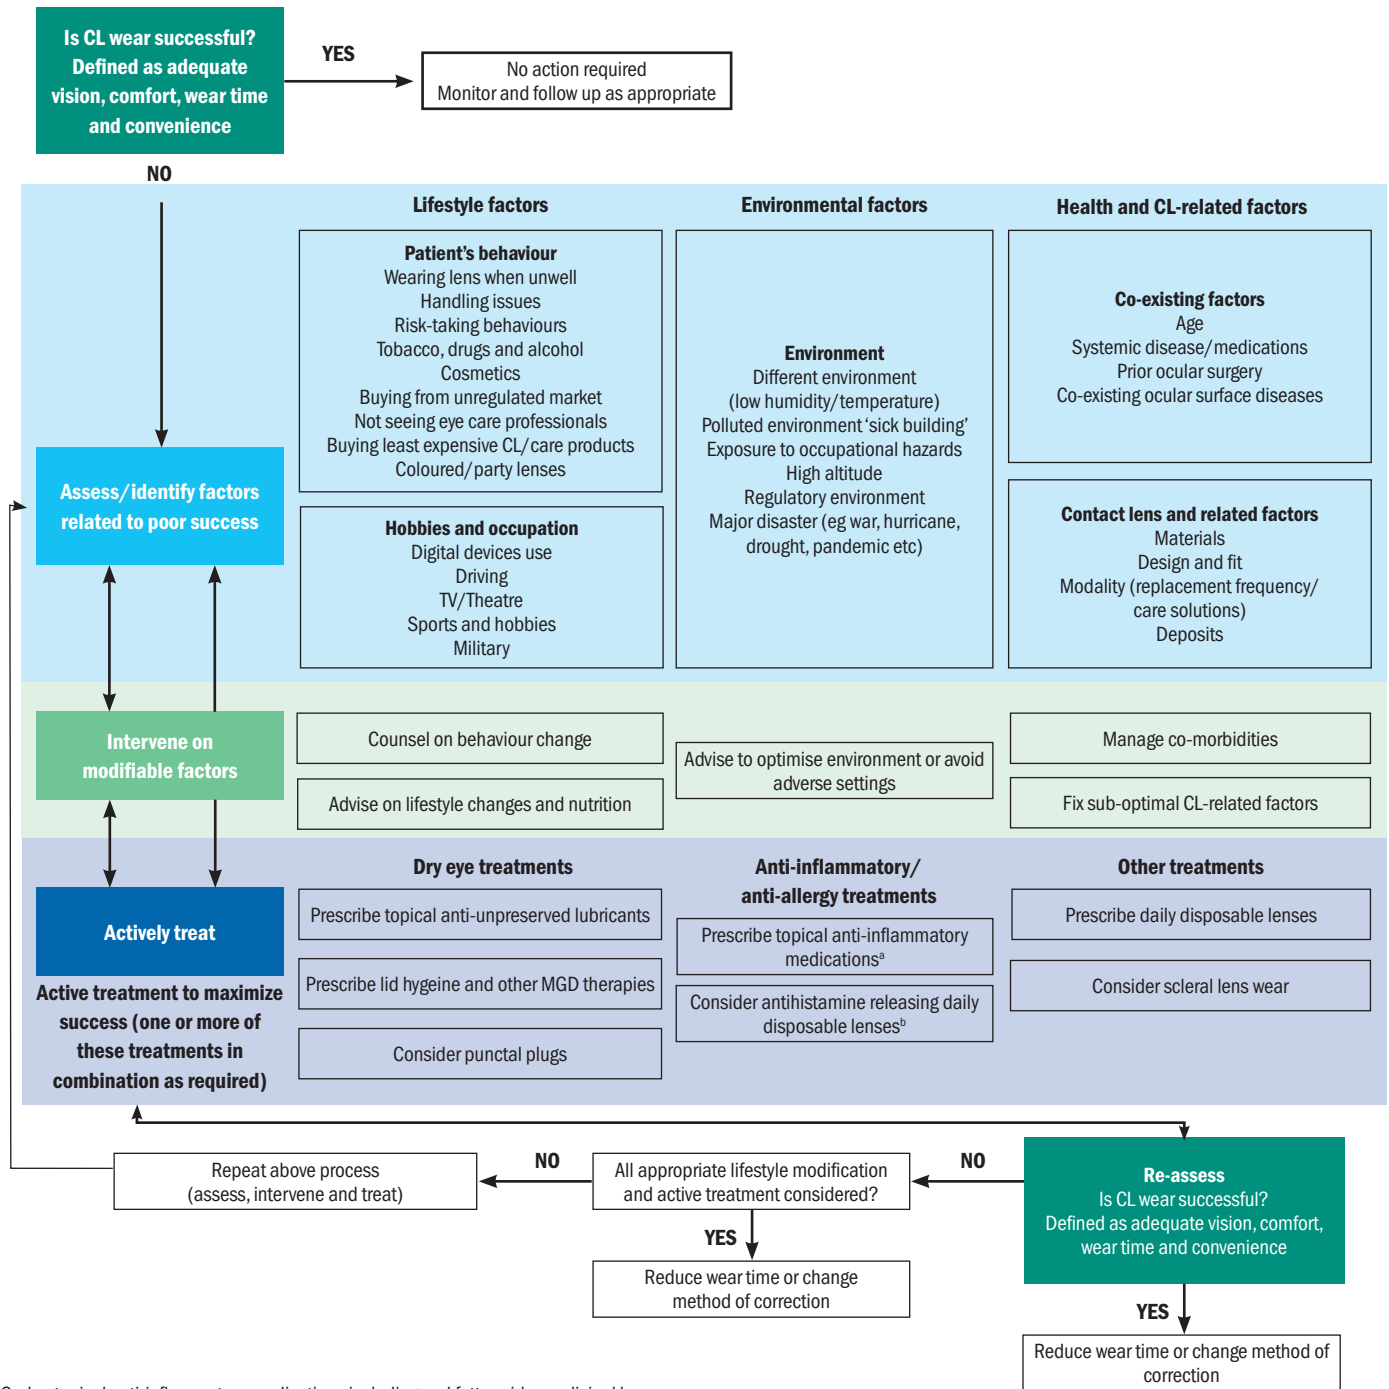 Is CL wear successful?
Defined as adequate
vision, comfort, wear time
and convenience
YES
No action required
Monitor and follow up as appropriate
NO
Lifestyle factors
Environmental factors
Health and CL-related factors
Patient's behaviour
Wearing lens when unwell
Handling issues
Risk-taking behaviours
Tobacco, drugs and alcohol
Cosmetics
Buying from unregulated market
Not seeing eye care professionals
Buying least expensive CL/care products
Coloured/party lenses
Hobbies and occupation
Digital devices use
Driving
TV/Theatre
Sports and hobbies
Military
Environment
Different environment
(low humidity/temperature)
Polluted environment 'sick building'
Exposure to occupational hazards
High altitude
Regulatory environment
Major disaster (eg war, hurricane,
drought, pandemic etc)
Co-existing factors
Age
Systemic disease/medications
Prior ocular surgery
Co-existing ocular surface diseases
Contact lens and related factors
Materials
Design and fit
Modality (replacement frequency/
care solutions)
Deposits
Assess/identify factors
related to poor success
Intervene on
modifiable factors
Counsel on behaviour change
Advise on lifestyle changes and nutrition
Advise to optimise environment or avoid
adverse settings
Manage co-morbidities
Fix sub-optimal CL-related factors
Dry eye treatments
Anti-inflammatory/
anti-allergy treatments
Other treatments
Actively treat
Active treatment to maximize
success (one or more of
these treatments in
combination as required)
Prescribe topical anti-unpreserved lubricants
Prescribe lid hygeine and other MGD therapies
Consider punctal plugs
Prescribe topical anti-inflammatory
medicationsᵃ
Consider antihistamine releasing daily
disposable lensesᵇ
Prescribe daily disposable lenses
Consider scleral lens wear
Re-assess
Is CL wear successful?
Defined as adequate vision, comfort,
wear time and convenience
NO
All appropriate lifestyle modification
and active treatment considered?
NO
Repeat above process
(assess, intervene and treat)
YES
Reduce wear time or change
method of correction
YES
Reduce wear time or change method of
correction